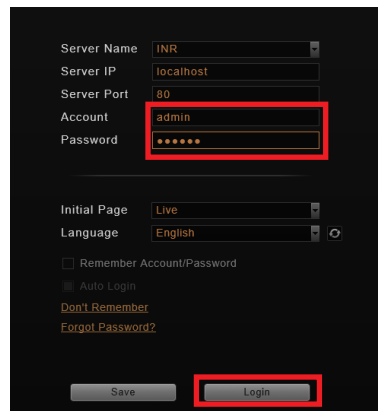 Server Name INR
Server IP localhost
Server Port 80
Account admin
Password ●●●●●●
Initial Page Live
Language English
Remember Account/Password
Auto Login
Don't Remember
Forgot Password?
Save Login